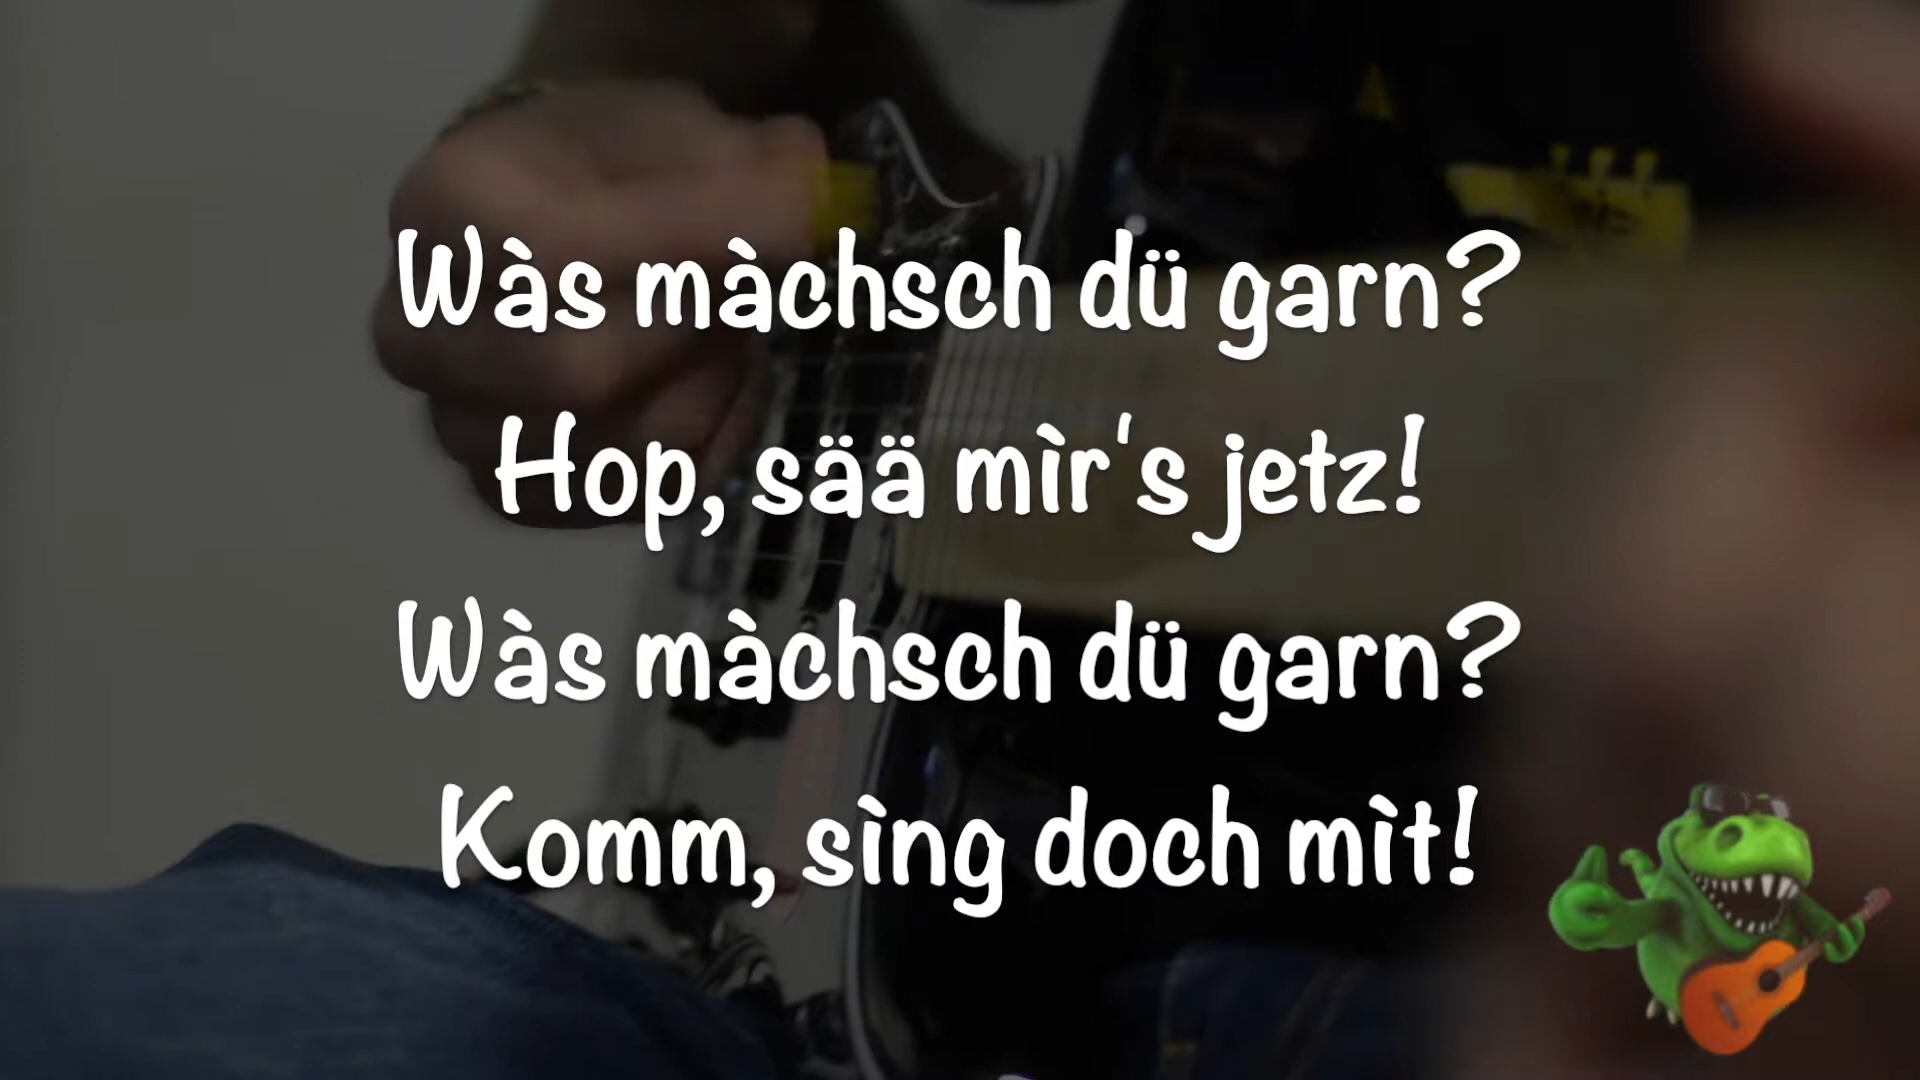 Wàs màchsch dü garn?
Hop, sää mìr's jetz!
Wàs màchsch dü garn?
Komm, sìng doch mìt!